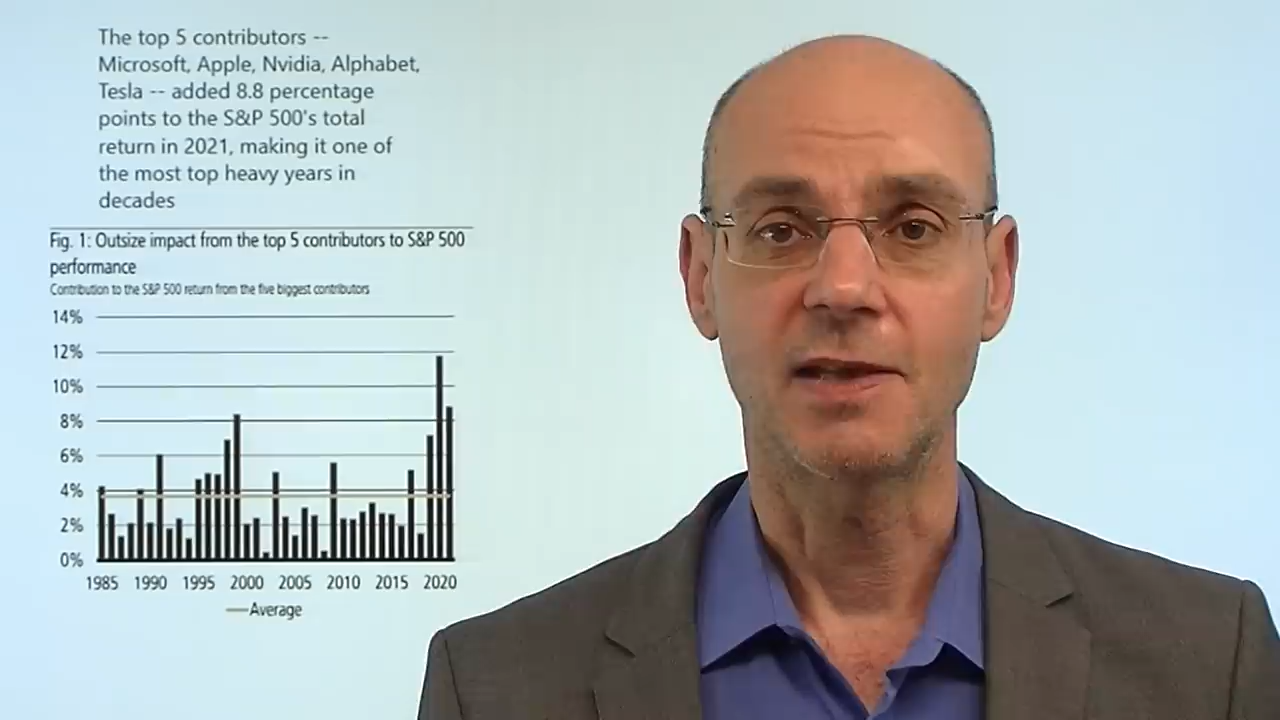 The top 5 contributors --
Microsoft, Apple, Nvidia, Alphabet,
Tesla -- added 8.8 percentage
points to the S&P 500's total
return in 2021, making it one of
the most top heavy years in
decades
Fig. 1: Outsize impact from the top 5 contributors to S&P 500
performance
Contribution to the S&P 500 return from the five biggest contributors
14%
12%
10%
8%
6%
4%
2%
0%
1985 1990 1995 2000 2005 2010 2015 2020
Average